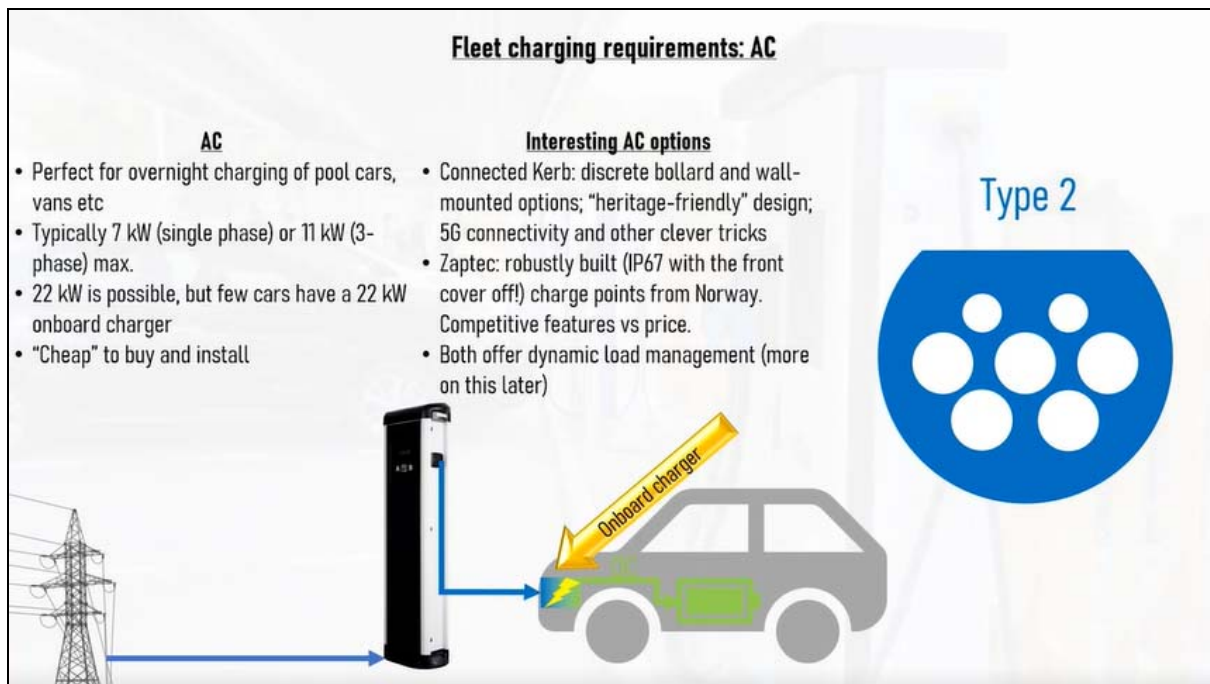 Fleet charging requirements: AC
AC
• Perfect for overnight charging of pool cars,
vans etc
• Typically 7 kW (single phase) or 11 kW (3-
phase) max.
• 22 kW is possible, but few cars have a 22 kW
onboard charger
• “Cheap” to buy and install
Interesting AC options
• Connected Kerb: discrete bollard and wall-
mounted options; “heritage-friendly” design;
5G connectivity and other clever tricks
• Zaptec: robustly built (IP67 with the front
cover off!) charge points from Norway.
Competitive features vs price.
• Both offer dynamic load management (more
on this later)
Type 2
Onboard charger
DC